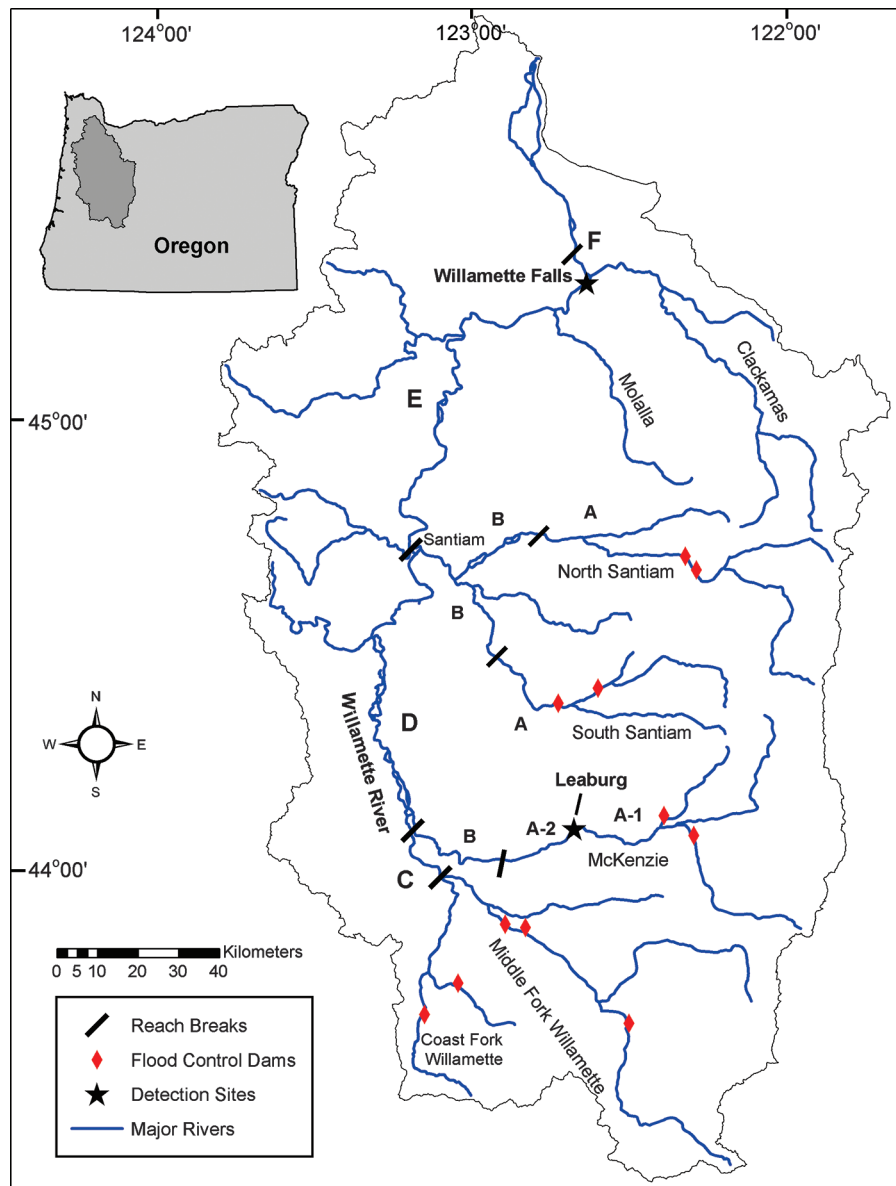 124°00'
123°00'
122°00'
Oregon
F
Willamette Falls
Clackamas
Molalla
E
45°00'
B
A
Santiam
North Santiam
B
A
South Santiam
D
Willamette River
N
W
E
S
Leaburg
A-2
A-1
B
McKenzie
44°00'
C
Kilometers
0 5 10 20 30 40
Middle Fork Willamette
Coast Fork
Willamette
Reach Breaks
Flood Control Dams
Detection Sites
Major Rivers